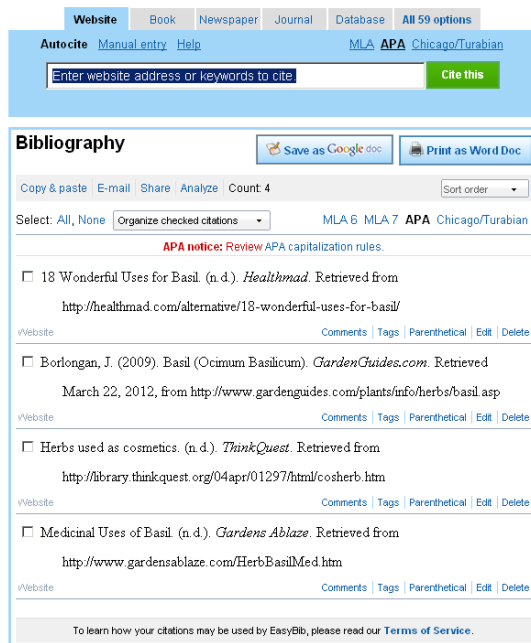 Website Book Newspaper Journal Database All 59 options
Autocite Manual entry Help MLA APA Chicago/Turabian
Enter website address or keywords to cite. Cite this
Bibliography Save as Google doc Print as Word Doc
Copy & paste E-mail Share Analyze Count: 4 Sort order
Select: All, None Organize checked citations MLA 6 MLA 7 APA Chicago/Turabian
APA notice: Review APA capitalization rules.
18 Wonderful Uses for Basil. (n.d.). Healthmad. Retrieved from
http://healthmad.com/alternative/18-wonderful-uses-for-basil/
Website Comments Tags Parenthetical Edit Delete
Borlongan, J. (2009). Basil (Ocimum Basilicum). GardenGuides.com. Retrieved
March 22, 2012, from http://www.gardenguides.com/plants/info/herbs/basil.asp
Website Comments Tags Parenthetical Edit Delete
Herbs used as cosmetics. (n.d.). ThinkQuest. Retrieved from
http://library.thinkquest.org/04apr/01297/html/cosherb.htm
Website Comments Tags Parenthetical Edit Delete
Medicinal Uses of Basil. (n.d.). Gardens Ablaze. Retrieved from
http://www.gardensablaze.com/HerbBasilMed.htm
Website Comments Tags Parenthetical Edit Delete
To learn how your citations may be used by EasyBib, please read our Terms of Service.